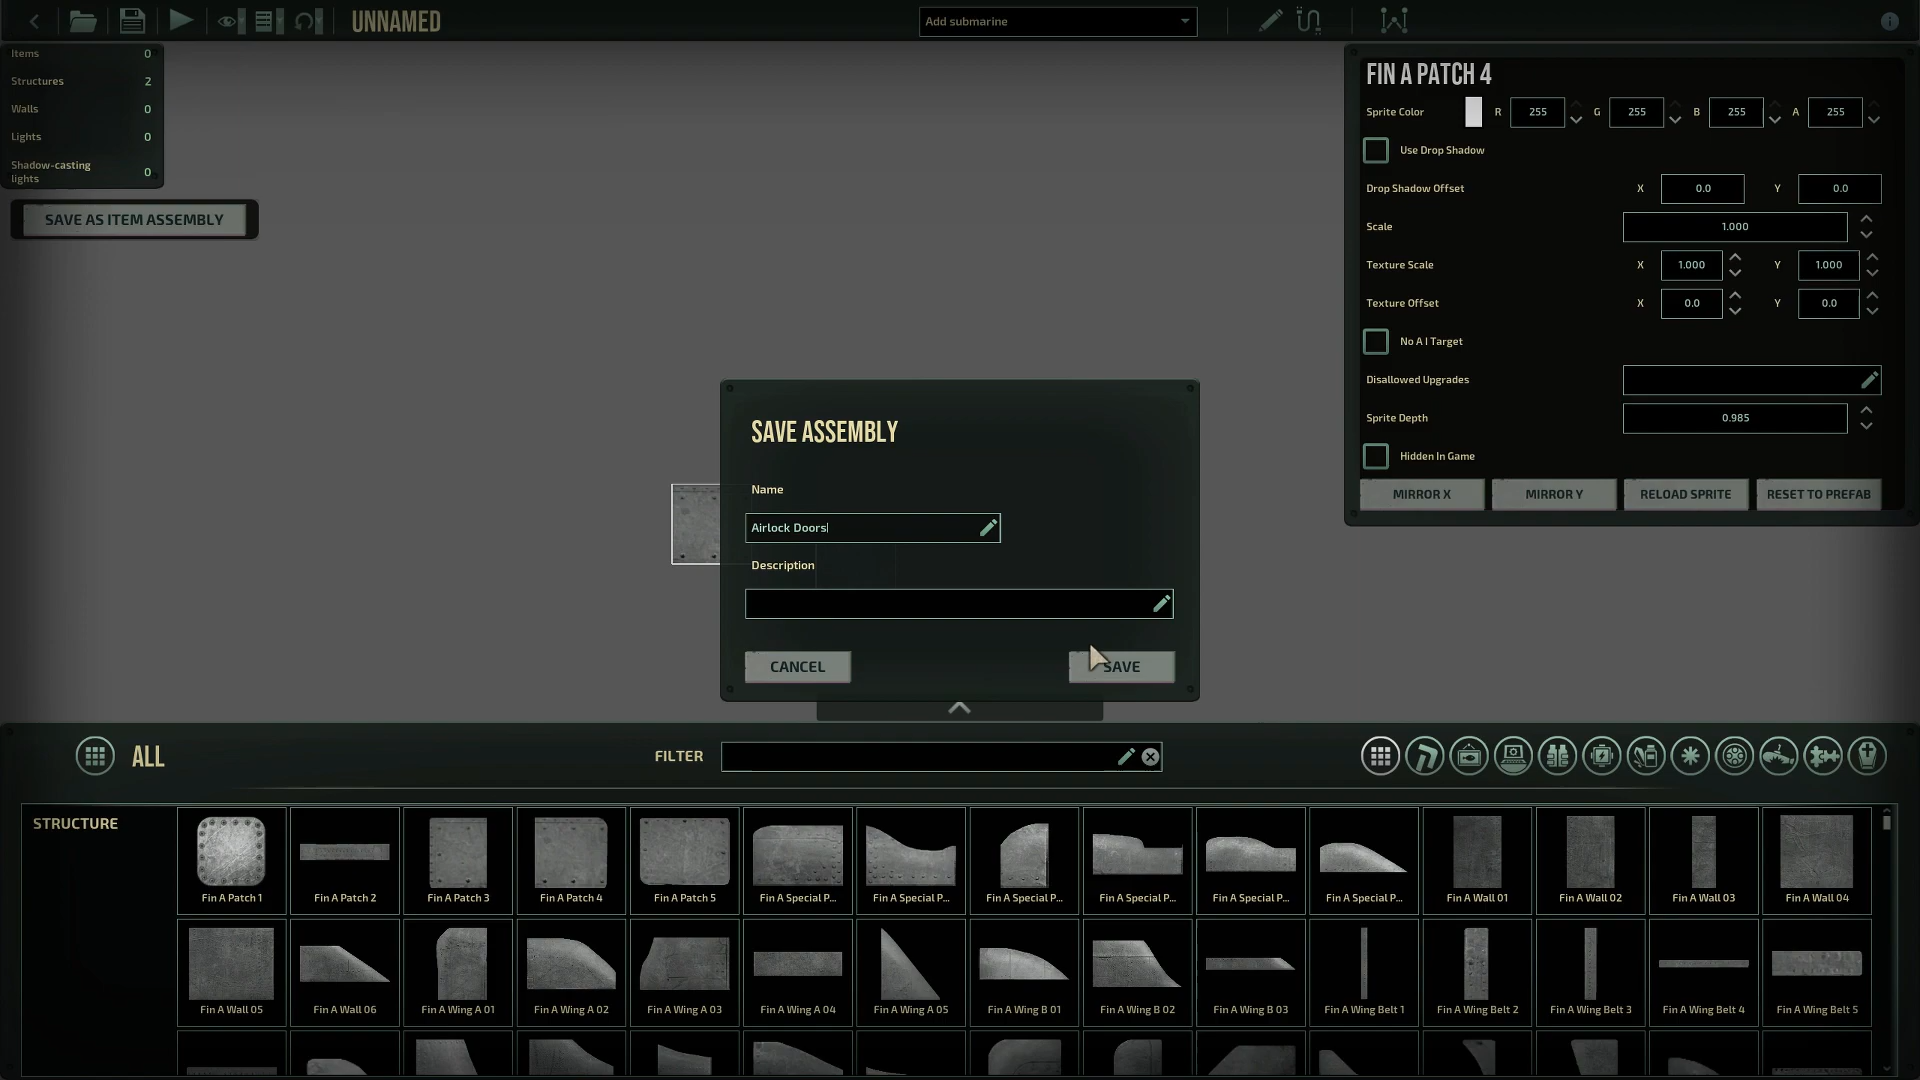 UNNAMED
Add submarine
Items 0
Structures 2
Walls 0
Lights 0
Shadow-casting
lights 0
SAVE AS ITEM ASSEMBLY
FIN A PATCH 4
Sprite Color R 255 G 255 B 255 A 255
Use Drop Shadow
Drop Shadow Offset X 0.0 Y 0.0
Scale 1.000
Texture Scale X 1.000 Y 1.000
Texture Offset X 0.0 Y 0.0
No A I Target
Disallowed Upgrades
Sprite Depth 0.985
Hidden In Game
MIRROR X MIRROR Y RELOAD SPRITE RESET TO PREFAB
SAVE ASSEMBLY
Name
Airlock Doors
Description
CANCEL SAVE
ALL FILTER
STRUCTURE
Fin A Patch 1 Fin A Patch 2 Fin A Patch 3 Fin A Patch 4 Fin A Patch 5 Fin A Special P... Fin A Special P... Fin A Special P... Fin A Special P... Fin A Special P... Fin A Special P... Fin A Wall 01 Fin A Wall 02 Fin A Wall 03 Fin A Wall 04
Fin A Wall 05 Fin A Wall 06 Fin A Wing A 01 Fin A Wing A 02 Fin A Wing A 03 Fin A Wing A 04 Fin A Wing A 05 Fin A Wing B 01 Fin A Wing B 02 Fin A Wing B 03 Fin A Wing Belt 1 Fin A Wing Belt 2 Fin A Wing Belt 3 Fin A Wing Belt 4 Fin A Wing Belt 5